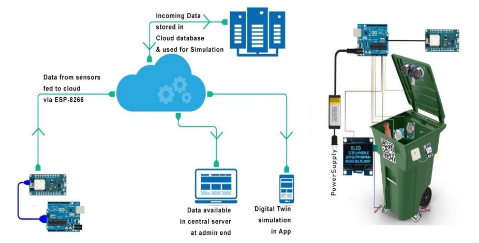 Incoming Data
stored in
Cloud database
& used for Simulation
Data from sensors
fed to cloud
via ESP-8266
Data available
in central server
at admin end
Digital Twin
simulation
in App
PowerSupply
OLED